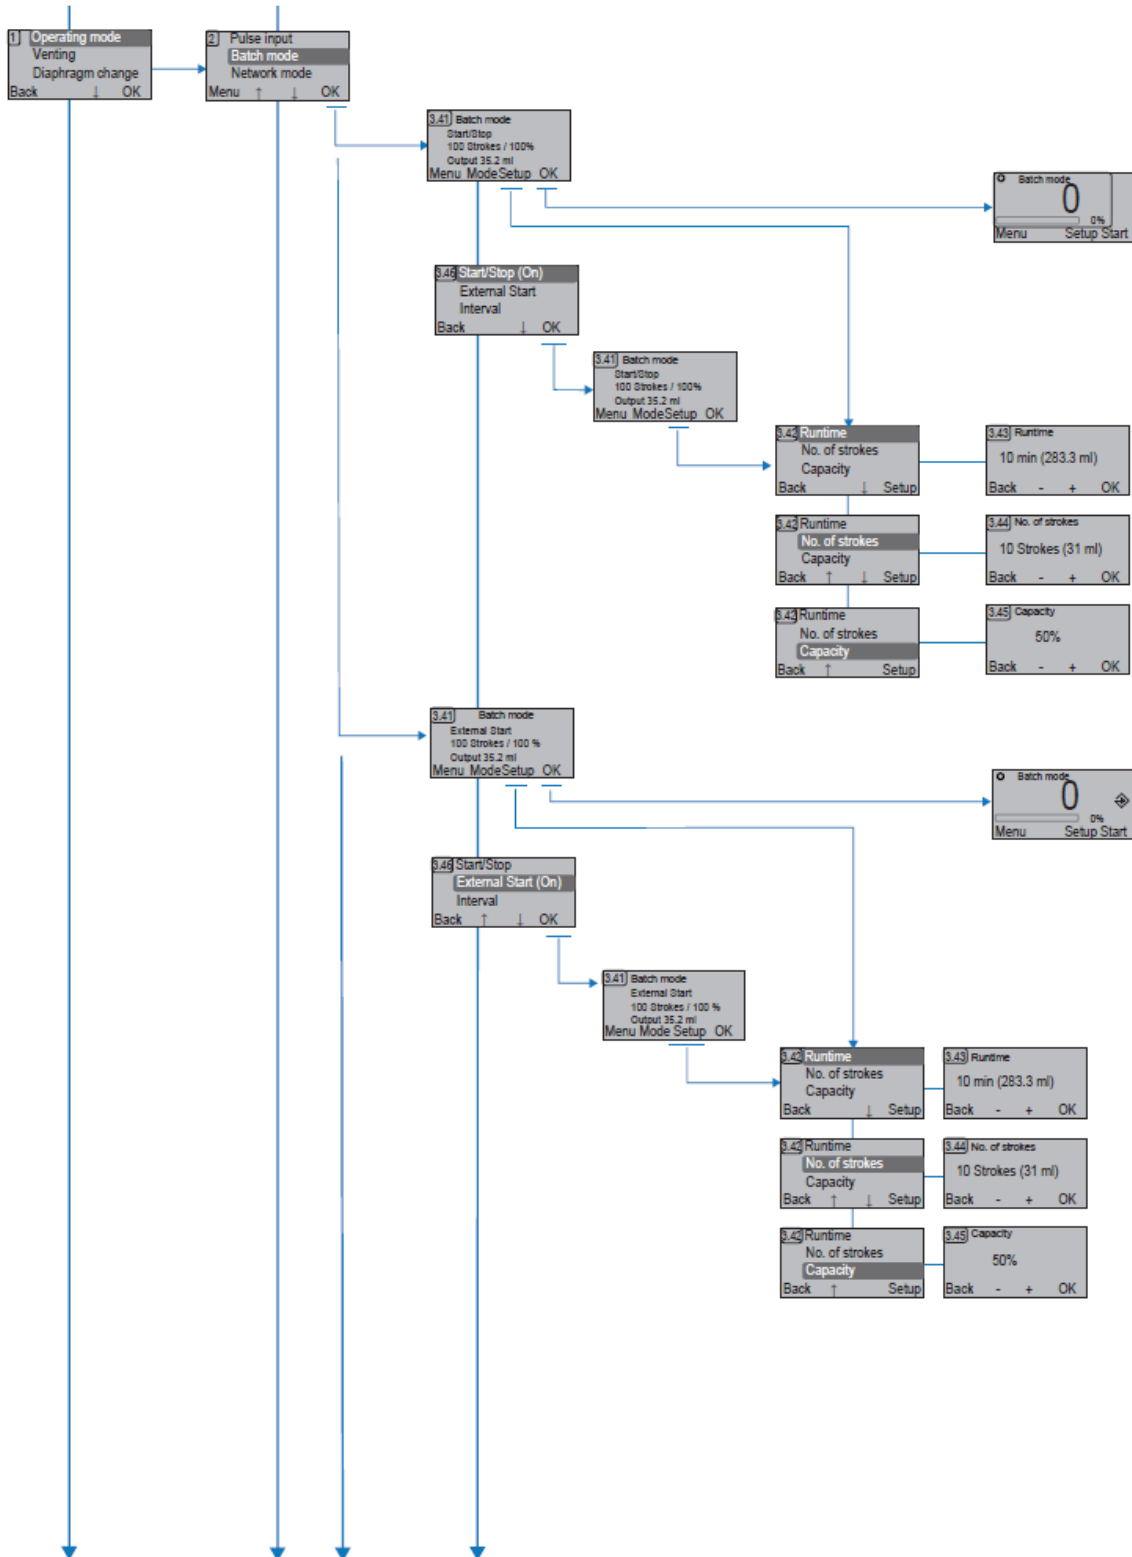 1 Operating mode
Venting
Diaphragm change
Back ↓ OK
2 Pulse input
Batch mode
Network mode
Menu ↑ ↓ OK
3.41 Batch mode
Start/Stop
100 Strokes / 100%
Output 35.2 ml
Menu Mode Setup OK
Batch mode
0
0%
Menu Setup Start
3.46 Start/Stop (On)
External Start
Interval
Back ↓ OK
3.41 Batch mode
Start/Stop
100 Strokes / 100%
Output 35.2 ml
Menu Mode Setup OK
3.42 Runtime
No. of strokes
Capacity
Back ↓ Setup
3.43 Runtime
10 min (283.3 ml)
Back - + OK
3.42 Runtime
No. of strokes
Capacity
Back ↑ ↓ Setup
3.44 No. of strokes
10 Strokes (31 ml)
Back - + OK
3.42 Runtime
No. of strokes
Capacity
Back ↑ Setup
3.45 Capacity
50%
Back - + OK
3.41 Batch mode
External Start
100 Strokes / 100 %
Output 35.2 ml
Menu Mode Setup OK
Batch mode
0
0%
Menu Setup Start
3.46 Start/Stop
External Start (On)
Interval
Back ↑ ↓ OK
3.41 Batch mode
External Start
100 Strokes / 100 %
Output 35.2 ml
Menu Mode Setup OK
3.42 Runtime
No. of strokes
Capacity
Back ↓ Setup
3.43 Runtime
10 min (283.3 ml)
Back - + OK
3.42 Runtime
No. of strokes
Capacity
Back ↑ ↓ Setup
3.44 No. of strokes
10 Strokes (31 ml)
Back - + OK
3.42 Runtime
No. of strokes
Capacity
Back ↑ Setup
3.45 Capacity
50%
Back - + OK